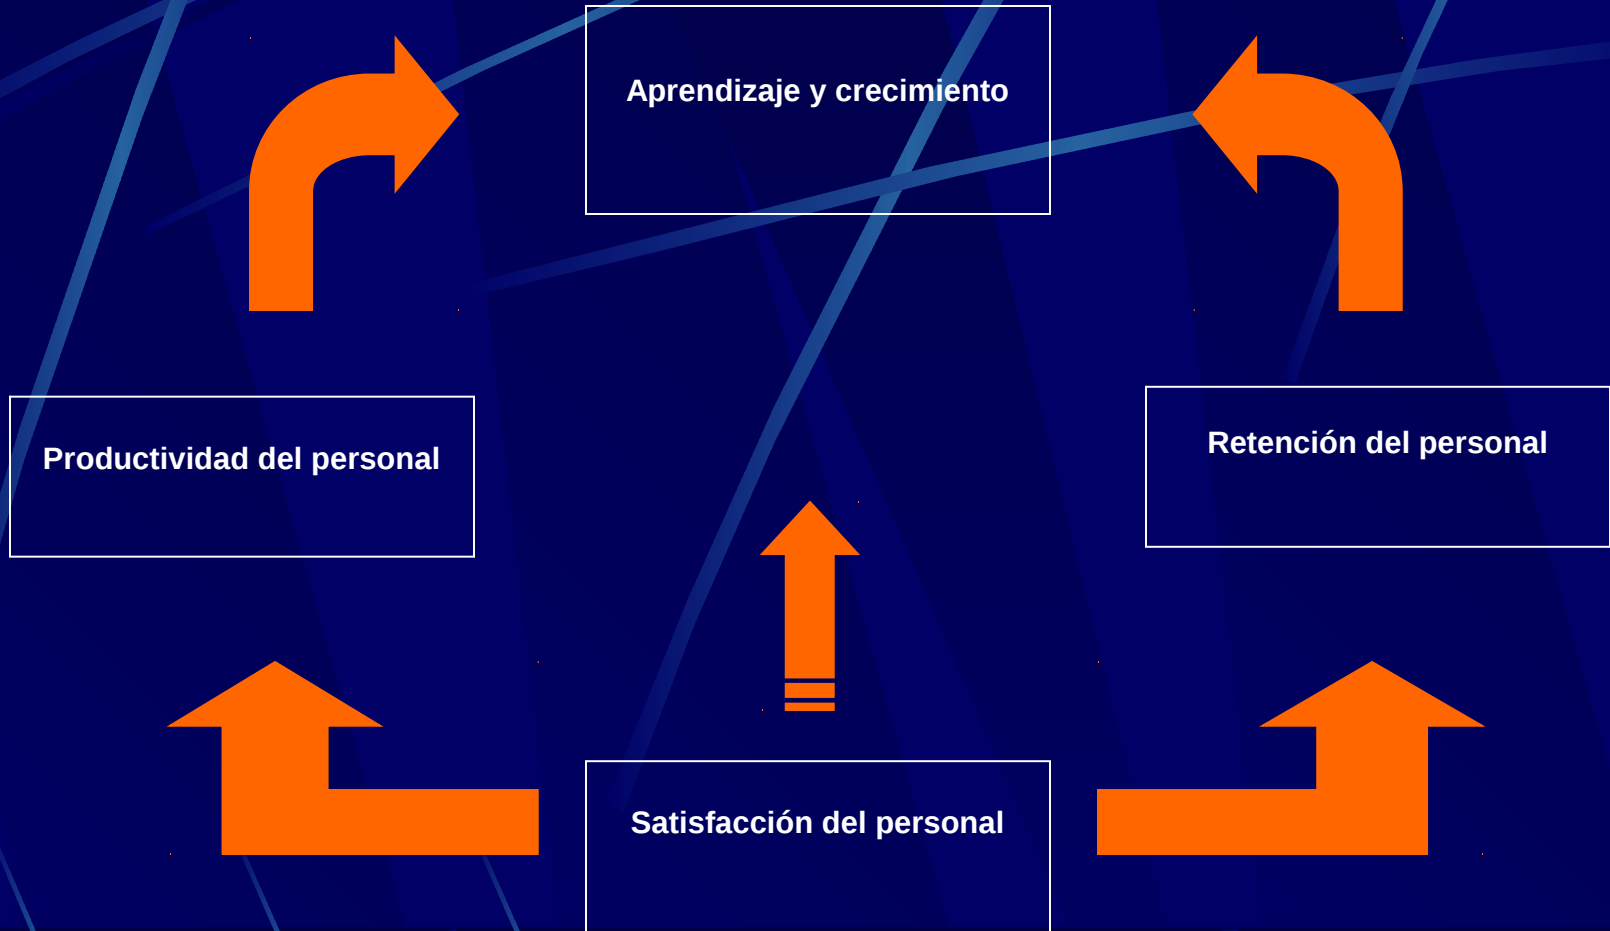 Aprendizaje y crecimiento
Productividad del personal
Retención del personal
Satisfacción del personal